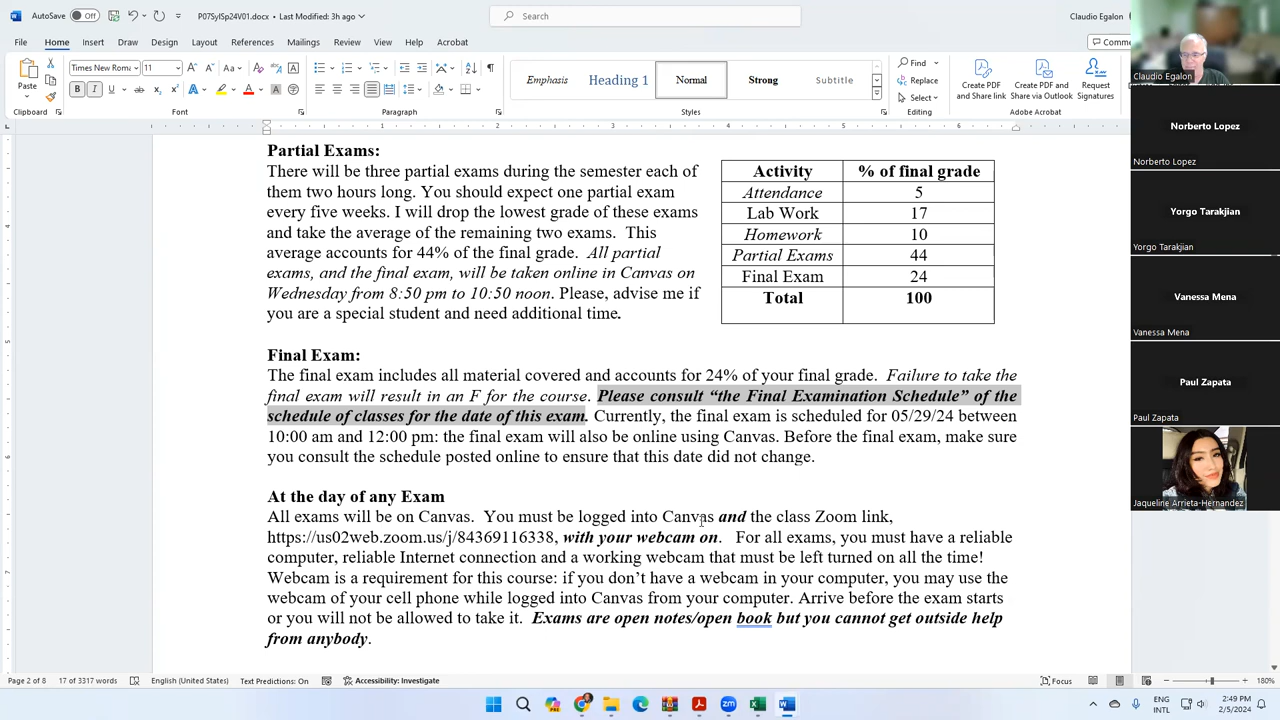 AutoSave Off P07SylSp24V01.docx • Last Modified: 3h ago Search Claudio Egalon
File Home Insert Draw Design Layout References Mailings Review View Help Acrobat Comme
Paste Times New Roma 11 Emphasis Heading 1 Normal Strong Subtitle Find Replace Select Create PDF and Share link Create PDF and Share via Outlook Request Signatures
Clipboard Font Paragraph Styles Editing Adobe Acrobat
Partial Exams:
There will be three partial exams during the semester each of
them two hours long. You should expect one partial exam
every five weeks. I will drop the lowest grade of these exams
and take the average of the remaining two exams. This
average accounts for 44% of the final grade. All partial
exams, and the final exam, will be taken online in Canvas on
Wednesday from 8:50 pm to 10:50 noon. Please, advise me if
you are a special student and need additional time.
Activity % of final grade
Attendance 5
Lab Work 17
Homework 10
Partial Exams 44
Final Exam 24
Total 100
Final Exam:
The final exam includes all material covered and accounts for 24% of your final grade. Failure to take the
final exam will result in an F for the course. Please consult “the Final Examination Schedule” of the
schedule of classes for the date of this exam. Currently, the final exam is scheduled for 05/29/24 between
10:00 am and 12:00 pm: the final exam will also be online using Canvas. Before the final exam, make sure
you consult the schedule posted online to ensure that this date did not change.
At the day of any Exam
All exams will be on Canvas. You must be logged into Canvas and the class Zoom link,
https://us02web.zoom.us/j/84369116338, with your webcam on. For all exams, you must have a reliable
computer, reliable Internet connection and a working webcam that must be left turned on all the time!
Webcam is a requirement for this course: if you don’t have a webcam in your computer, you may use the
webcam of your cell phone while logged into Canvas from your computer. Arrive before the exam starts
or you will not be allowed to take it. Exams are open notes/open book but you cannot get outside help
from anybody.
Page 2 of 8 17 of 3317 words English (United States) Text Predictions: On Accessibility: Investigate Focus 180%
ENG INTL 2:49 PM 2/5/2024
Claudio Egalon
Norberto Lopez
Norberto Lopez
Yorgo Tarakjian
Yorgo Tarakjian
Vanessa Mena
Vanessa Mena
Paul Zapata
Paul Zapata
Jaqueline Arrieta-Hernandez